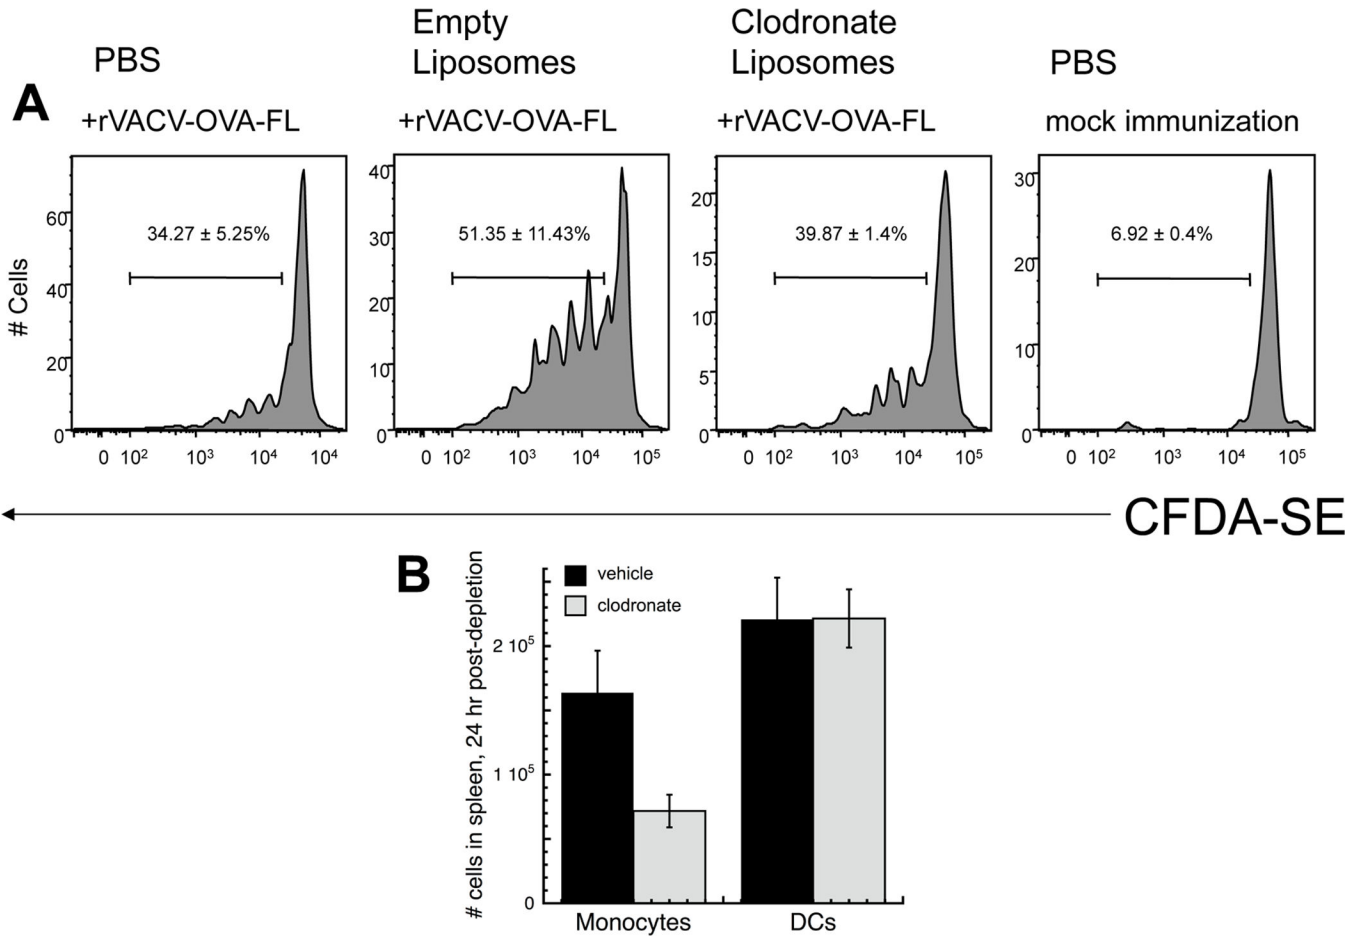 PBS
Empty
Liposomes
Clodronate
Liposomes
PBS
A
+rVACV-OVA-FL
+rVACV-OVA-FL
+rVACV-OVA-FL
mock immunization
# Cells
60
40
20
0
34.27 ± 5.25%
0 10² 10³ 10⁴ 10⁴
40
30
20
10
0
51.35 ± 11.43%
0 10² 10³ 10⁴ 10⁵
20
15
10
5
0
39.87 ± 1.4%
0 10² 10³ 10⁴ 10⁵
30
20
10
0
6.92 ± 0.4%
0 10² 10³ 10⁴ 10⁵
CFDA-SE
B
# cells in spleen, 24 hr post-depletion
vehicle
clodronate
2 10⁵
1 10⁵
0
Monocytes
DCs